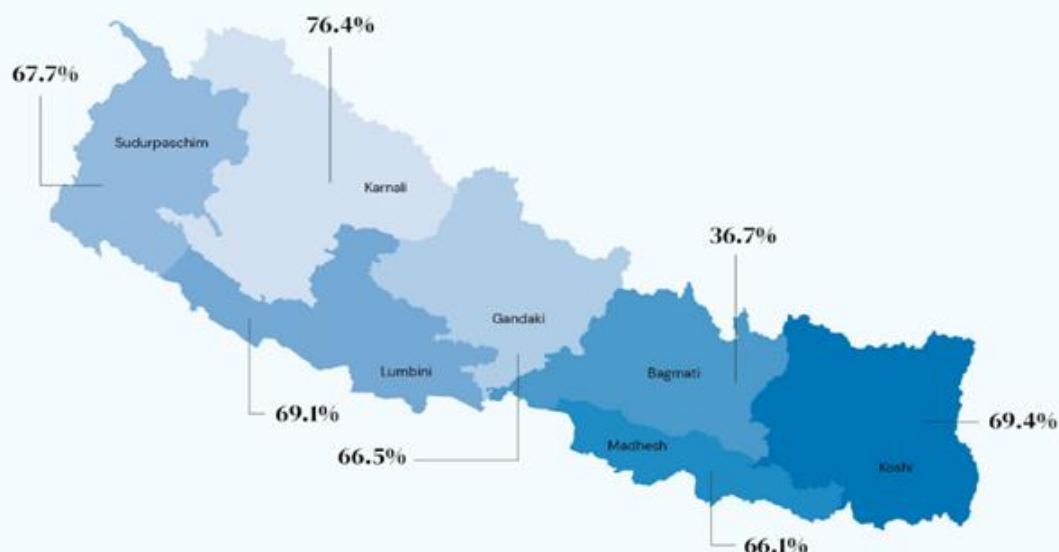 76.4%
67.7%
Sudurpaschim
Karnali
36.7%
Gandaki
Lumbini
Bagmati
69.1%
69.4%
Madhesh
66.5%
Koshi
66.1%